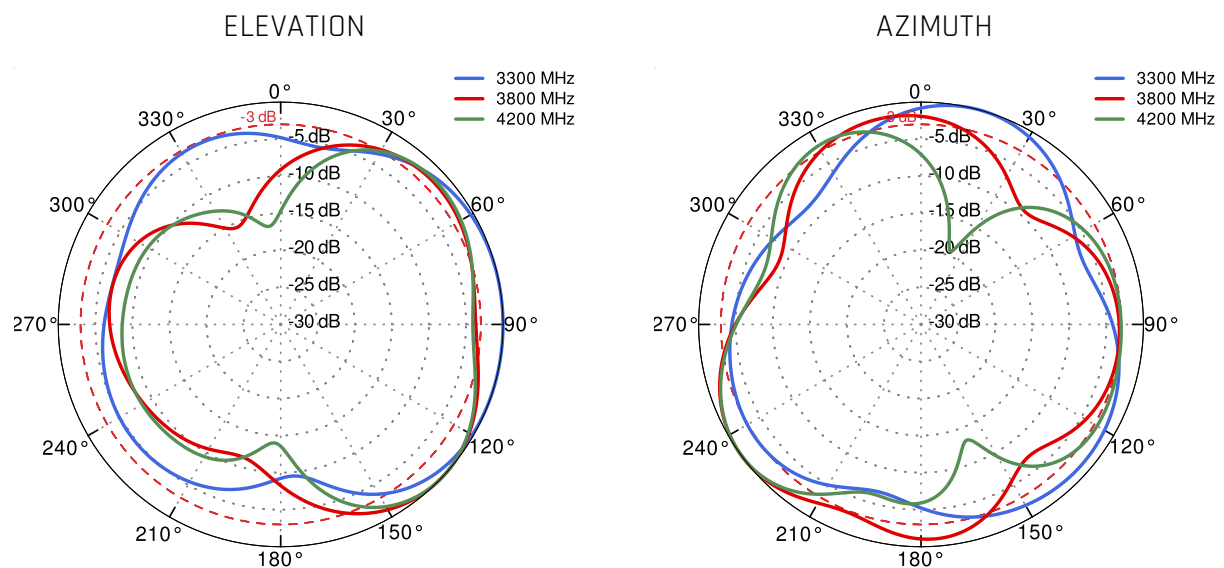 ELEVATION
3300 MHz
3800 MHz
4200 MHz
0°
30°
60°
90°
120°
150°
180°
210°
240°
270°
300°
330°
-3 dB
-5 dB
-10 dB
-15 dB
-20 dB
-25 dB
-30 dB
AZIMUTH
3300 MHz
3800 MHz
4200 MHz
0°
30°
60°
90°
120°
150°
180°
210°
240°
270°
300°
330°
-3 dB
-5 dB
-10 dB
-15 dB
-20 dB
-25 dB
-30 dB